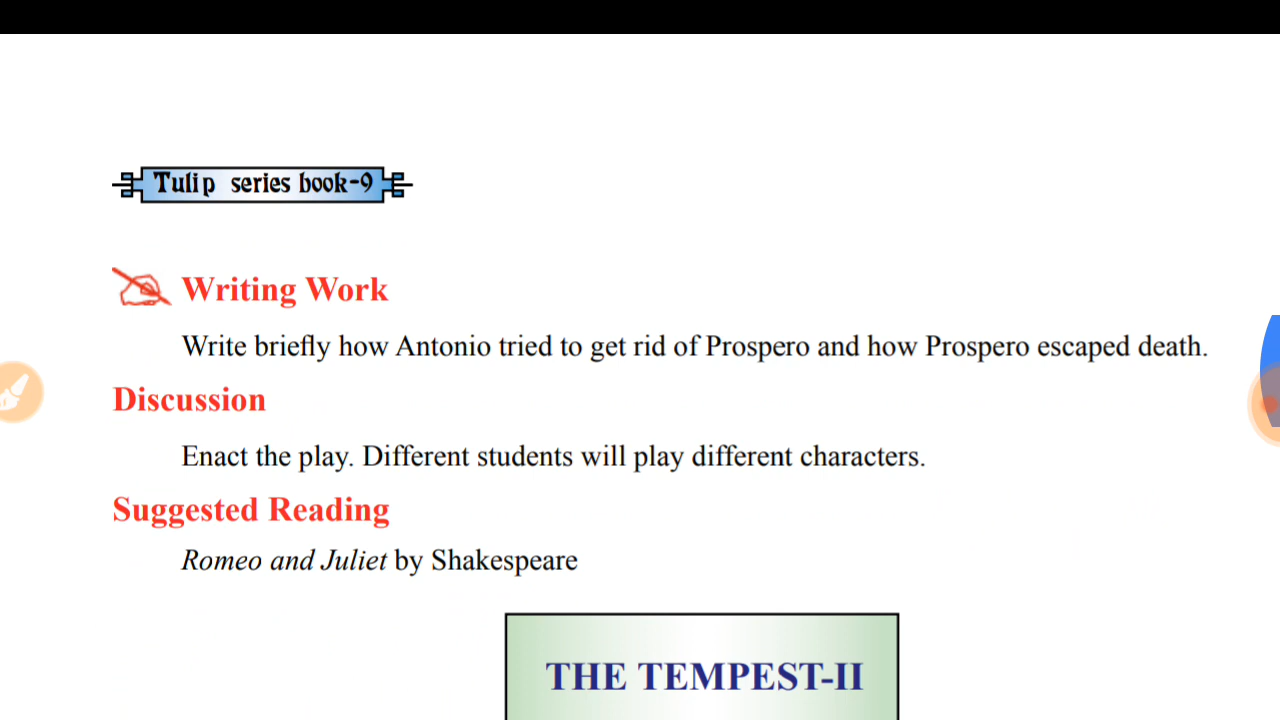 Tulip series book-9
Writing Work
Write briefly how Antonio tried to get rid of Prospero and how Prospero escaped death.
Discussion
Enact the play. Different students will play different characters.
Suggested Reading
Romeo and Juliet by Shakespeare
THE TEMPEST-II